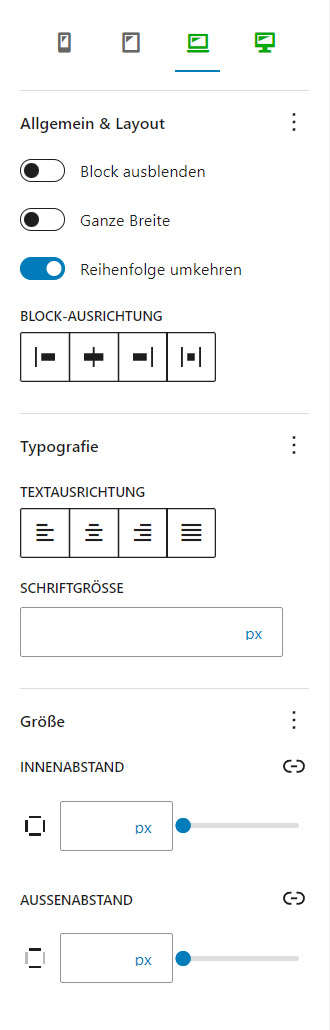 Allgemein & Layout
Block ausblenden
Ganze Breite
Reihenfolge umkehren
BLOCK-AUSRICHTUNG
Typografie
TEXTAUSRICHTUNG
SCHRIFTGRÖSSE
px
Größe
INNENABSTAND
px
AUSSENABSTAND
px